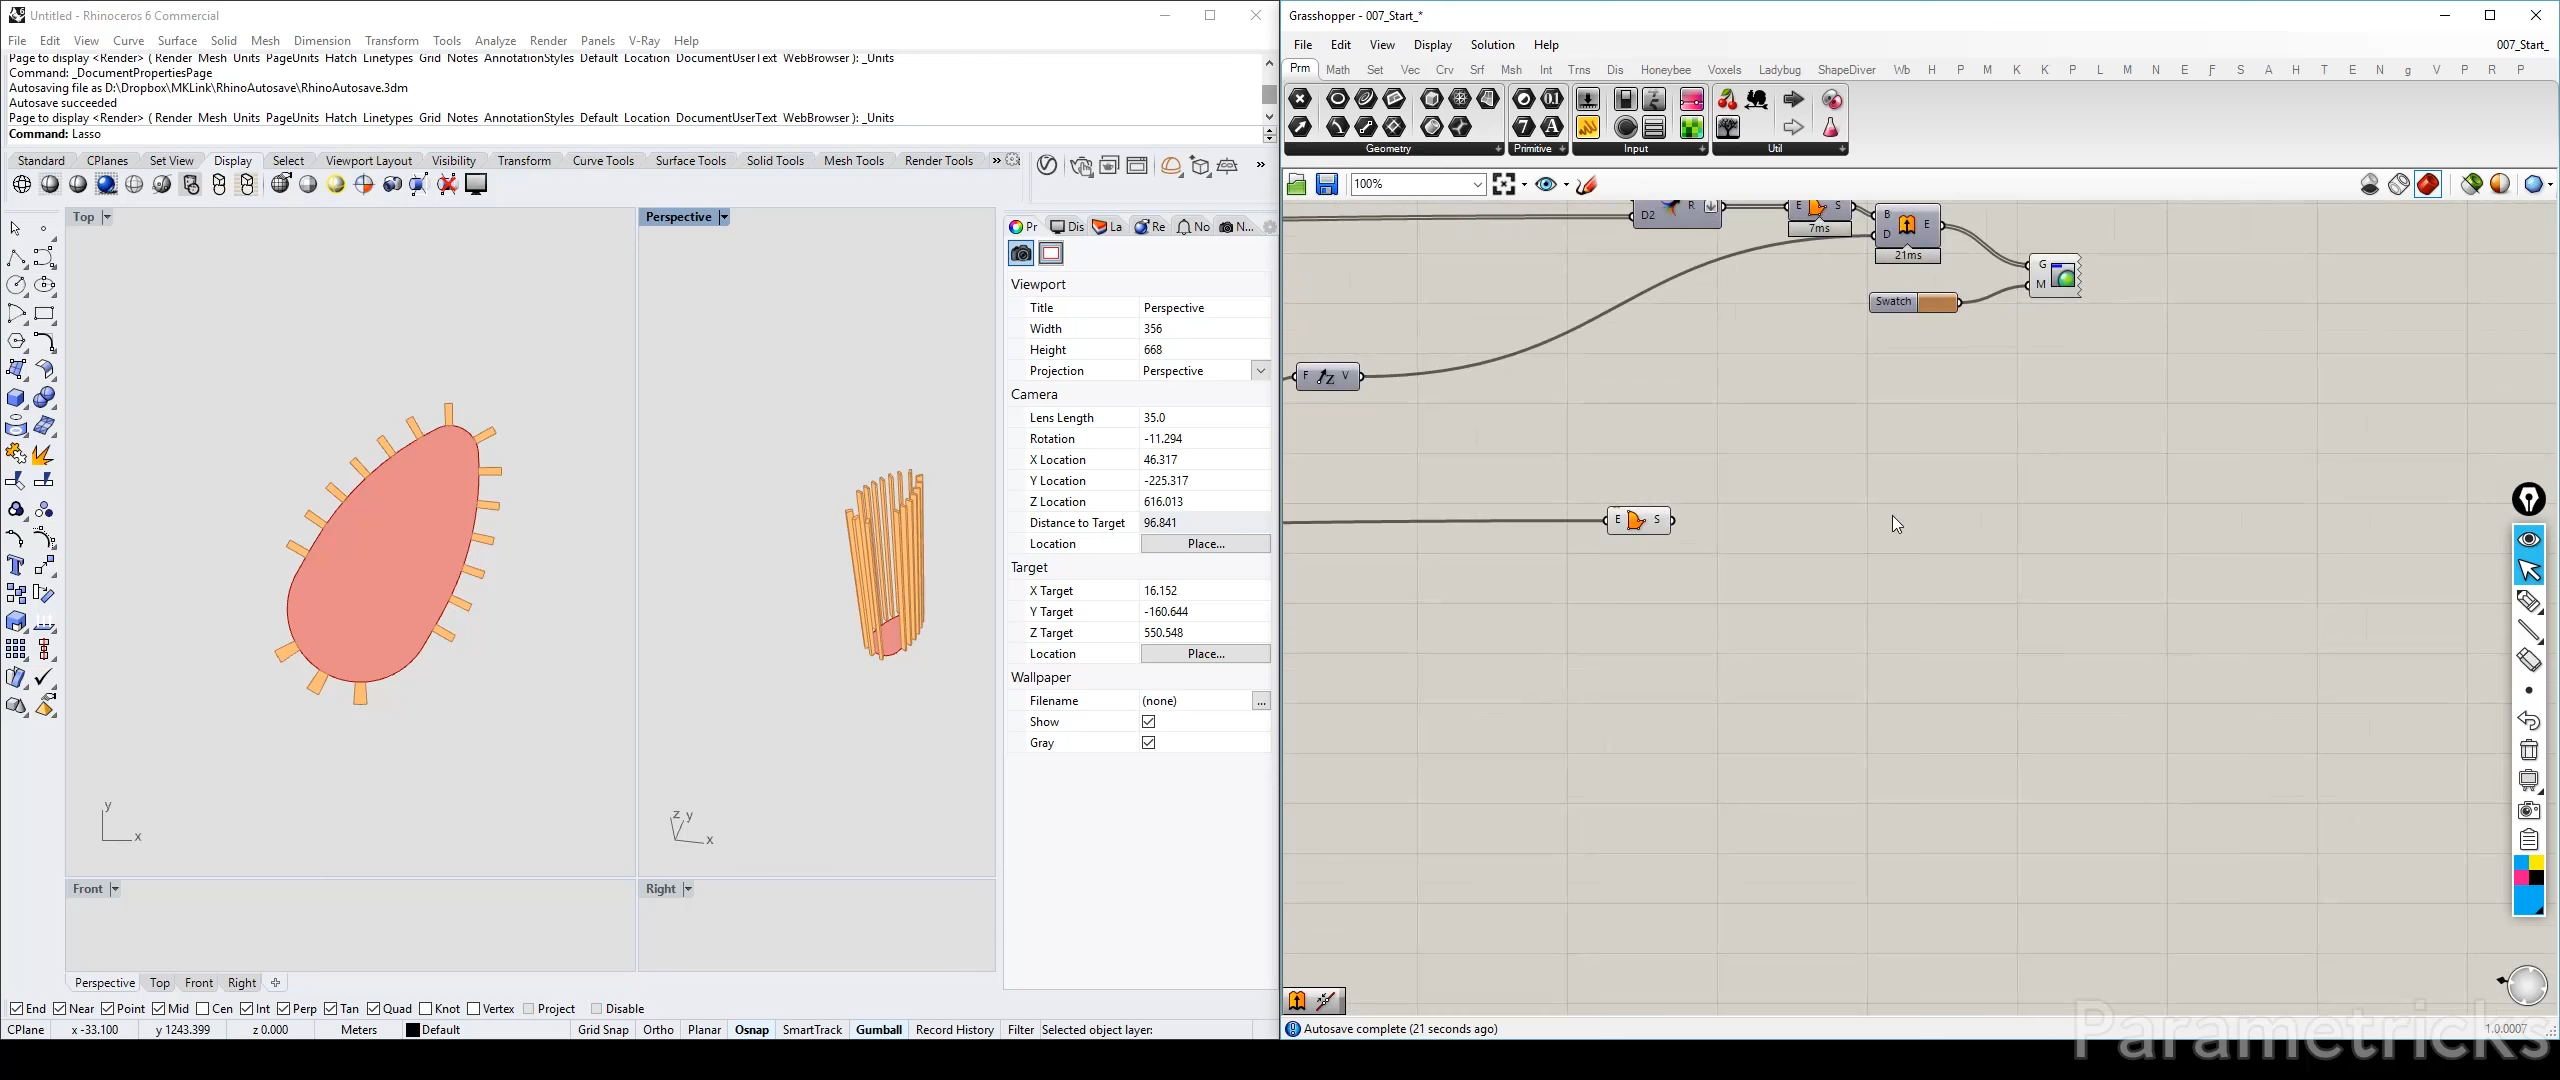 Untitled - Rhinoceros 6 Commercial
File Edit View Curve Surface Solid Mesh Dimension Transform Tools Analyze Render Panels V-Ray Help
Page to display <Render> ( Render Mesh Units PageUnits Hatch Linetypes Grid Notes AnnotationStyles Default Location DocumentUserText WebBrowser ): _Units
Command: _DocumentPropertiesPage
Autosaving file as D:\Dropbox\MKLink\RhinoAutosave\RhinoAutosave.3dm
Autosave succeeded
Page to display <Render> ( Render Mesh Units PageUnits Hatch Linetypes Grid Notes AnnotationStyles Default Location DocumentUserText WebBrowser ): _Units
Command: Lasso
Standard CPlanes Set View Display Select Viewport Layout Visibility Transform Curve Tools Surface Tools Solid Tools Mesh Tools Render Tools »
Top
Perspective
y
x
z y
x
Front
Right
Pr Dis La Re No N...
Viewport
Title Perspective
Width 356
Height 668
Projection Perspective
Camera
Lens Length 35.0
Rotation -11.294
X Location 46.317
Y Location -225.317
Z Location 616.013
Distance to Target 96.841
Location Place...
Target
X Target 16.152
Y Target -160.644
Z Target 550.548
Location Place...
Wallpaper
Filename (none) ...
Show
Gray
Perspective Top Front Right
End Near Point Mid Cen Int Perp Tan Quad Knot Vertex Project Disable
CPlane x -33.100 y 1243.399 z 0.000 Meters Default Grid Snap Ortho Planar Osnap SmartTrack Gumball Record History Filter Selected object layer:
Grasshopper - 007_Start_*
File Edit View Display Solution Help 007_Start_
Prm Math Set Vec Crv Srf Msh Int Trns Dis Honeybee Voxels Ladybug ShapeDiver Wb H P M K K P L M N E F S A H T E N g V P R P
Geometry Primitive Input Util
100%
D2 R
E S
7ms
B
D E
21ms
G
M
Swatch
F Z V
E S
Autosave complete (21 seconds ago)
1.0.0007
Parametricks